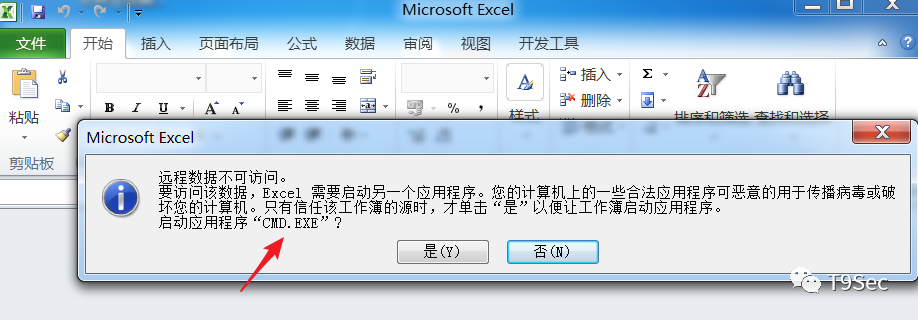 Microsoft Excel
文件 开始 插入 页面布局 公式 数据 审阅 视图 开发工具
粘贴
剪贴板
B I U A A
% ,
样式
插入
删除
Σ
排序和筛选 查找和选择
Microsoft Excel
远程数据不可访问。
要访问该数据，Excel 需要启动另一个应用程序。您的计算机上的一些合法应用程序可恶意的用于传播病毒或破
坏您的计算机。只有信任该工作簿的源时，才单击“是”以便让工作簿启动应用程序。
启动应用程序“CMD.EXE”？
是(Y) 否(N)
T9Sec